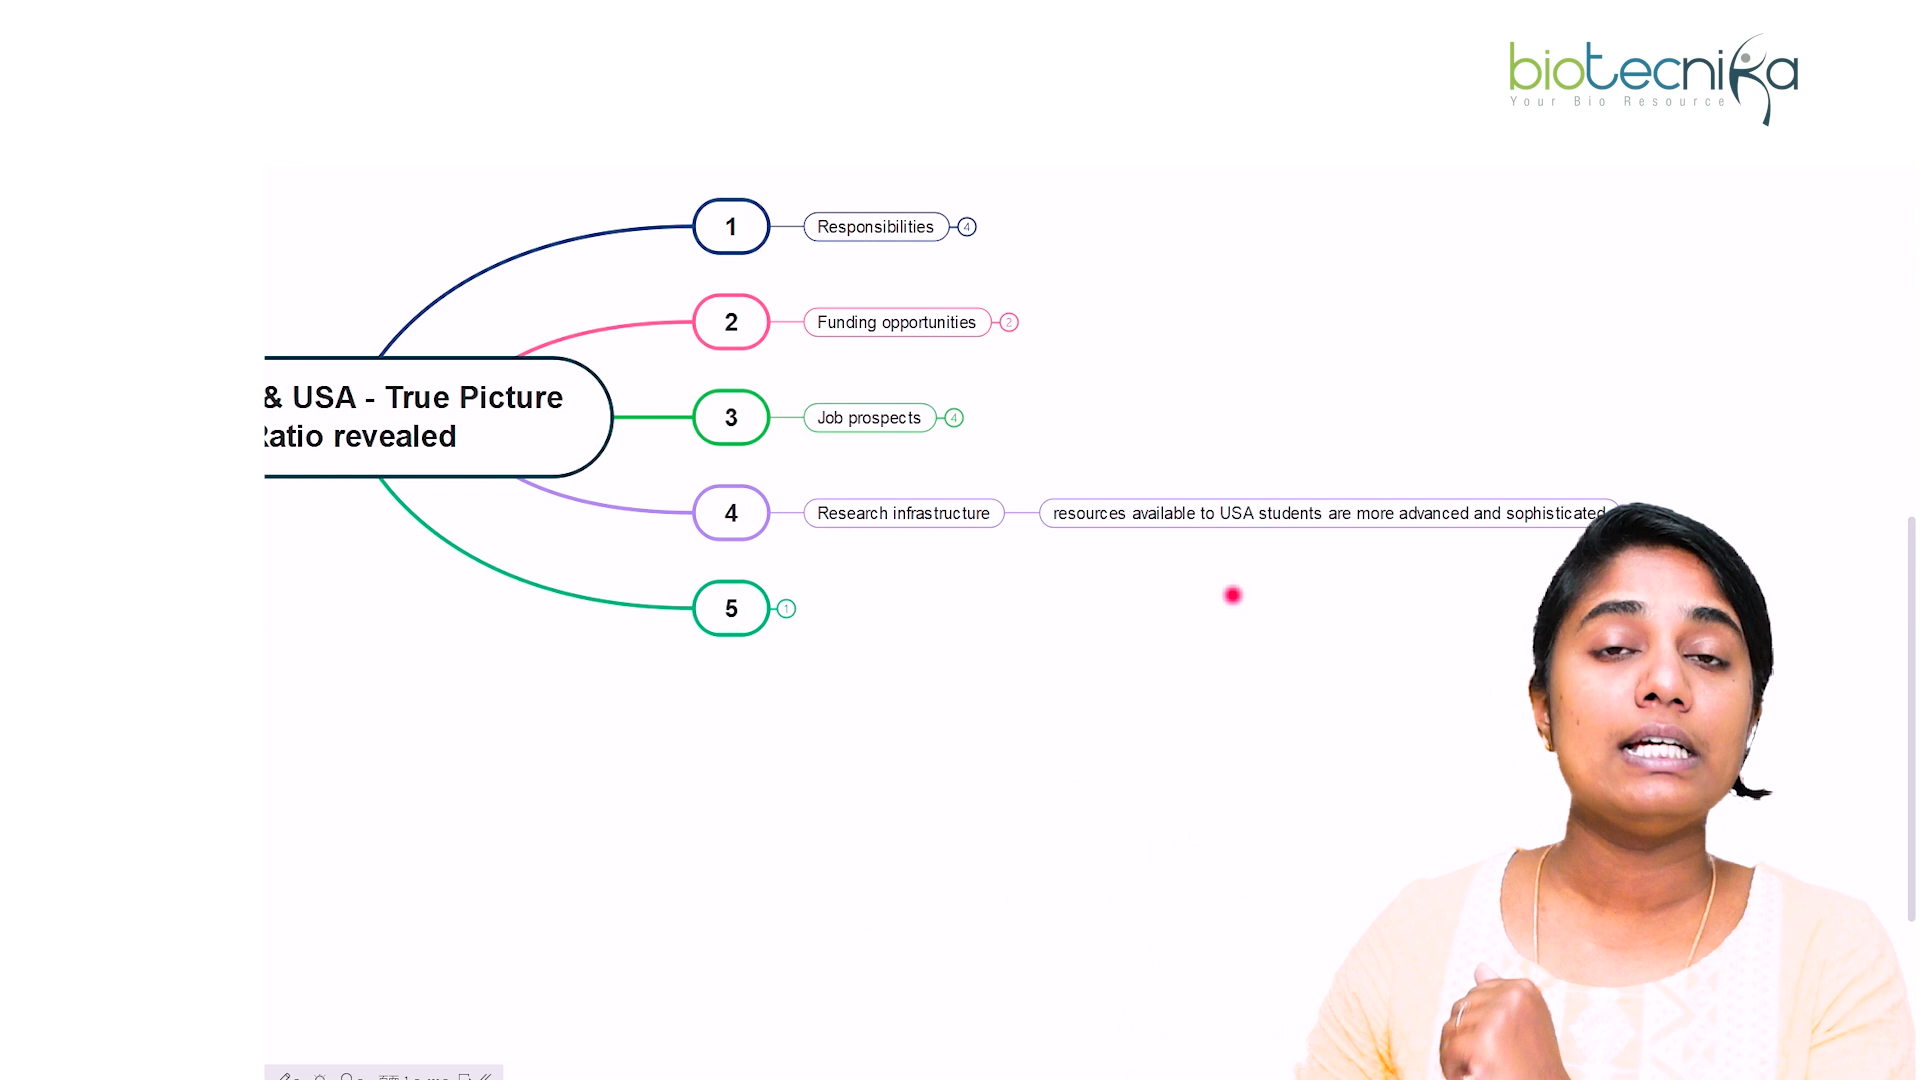 biotecnika
Your Bio Resource
1
Responsibilities
4
2
Funding opportunities
2
& USA - True Picture
Ratio revealed
3
Job prospects
4
4
Research infrastructure
resources available to USA students are more advanced and sophisticated
5
1